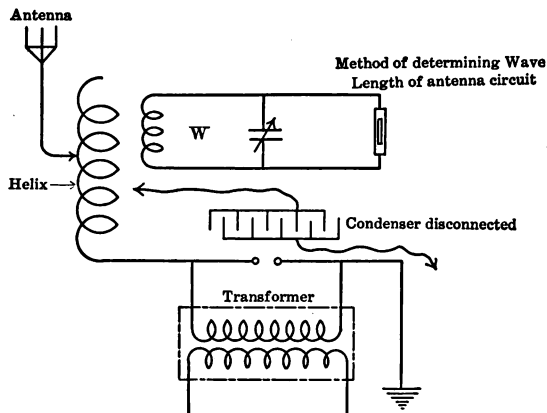 Antenna
Method of determining Wave
Length of antenna circuit
W
Helix
Condenser disconnected
Transformer